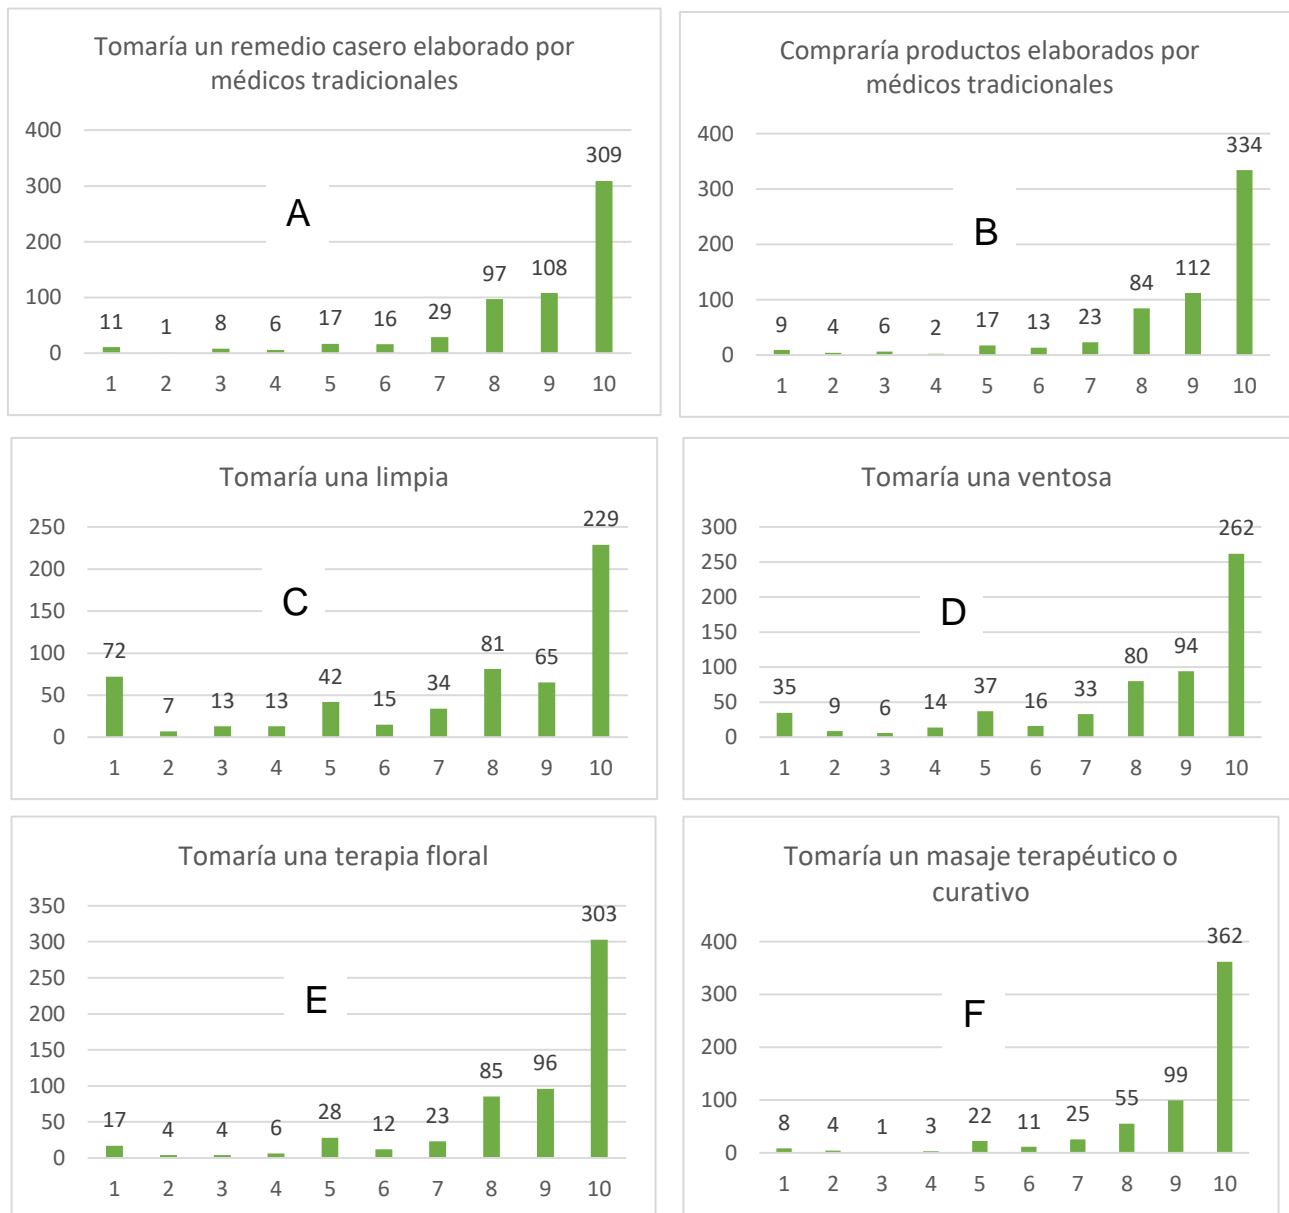 Tomaría un remedio casero elaborado por
médicos tradicionales
400
300
200
100
0
11 1 8 6 17 16 29 97 108 309
A
1 2 3 4 5 6 7 8 9 10
Compraría productos elaborados por
médicos tradicionales
400
300
200
100
0
9 4 6 2 17 13 23 84 112 334
B
1 2 3 4 5 6 7 8 9 10
Tomaría una limpia
250
200
150
100
50
0
72 7 13 13 42 15 34 81 65 229
C
1 2 3 4 5 6 7 8 9 10
Tomaría una ventosa
300
250
200
150
100
50
0
35 9 6 14 37 16 33 80 94 262
D
1 2 3 4 5 6 7 8 9 10
Tomaría una terapia floral
350
300
250
200
150
100
50
0
17 4 4 6 28 12 23 85 96 303
E
1 2 3 4 5 6 7 8 9 10
Tomaría un masaje terapéutico o
curativo
400
300
200
100
0
8 4 1 3 22 11 25 55 99 362
F
1 2 3 4 5 6 7 8 9 10